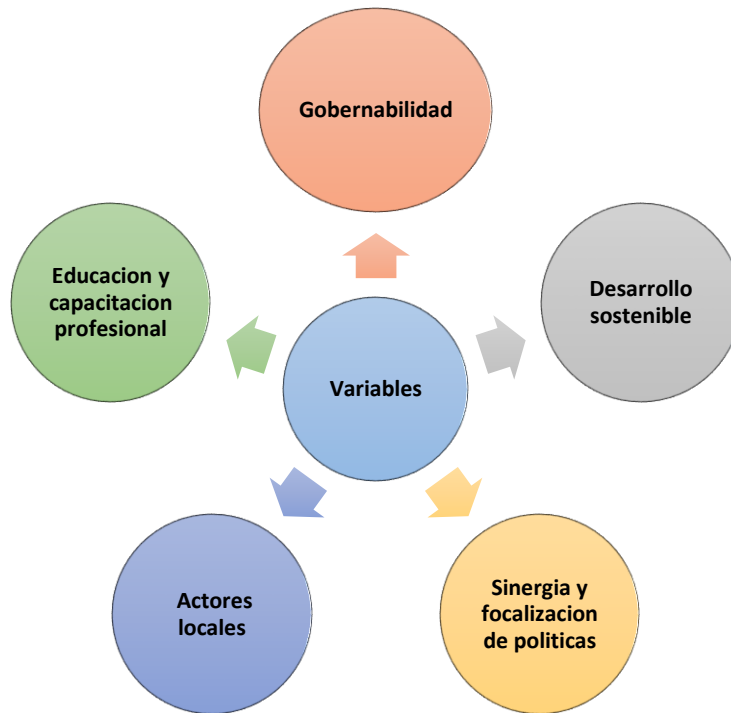 Gobernabilidad
Educacion y
capacitacion
profesional
Desarrollo
sostenible
Variables
Actores
locales
Sinergia y
focalizacion
de politicas